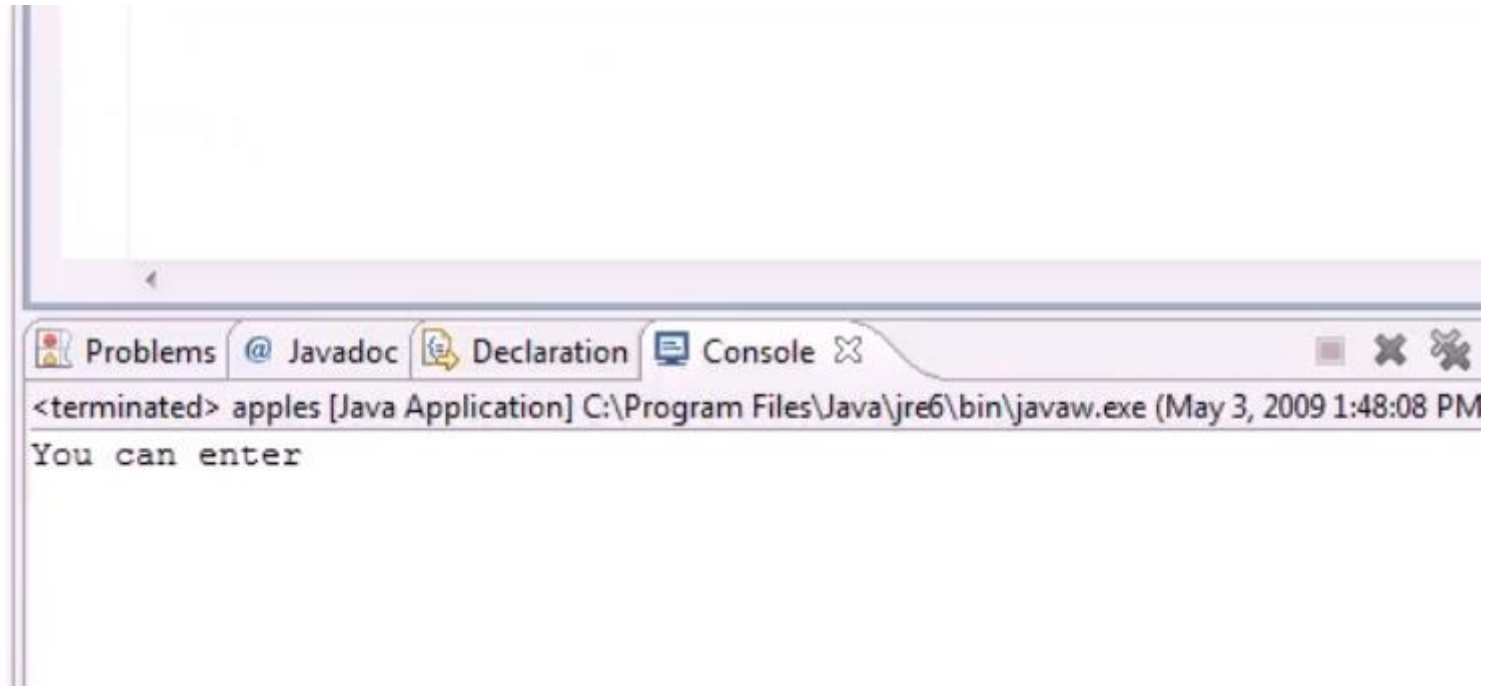 Problems @ Javadoc Declaration Console
<terminated> apples [Java Application] C:\Program Files\Java\jre6\bin\javaw.exe (May 3, 2009 1:48:08 PM
You can enter